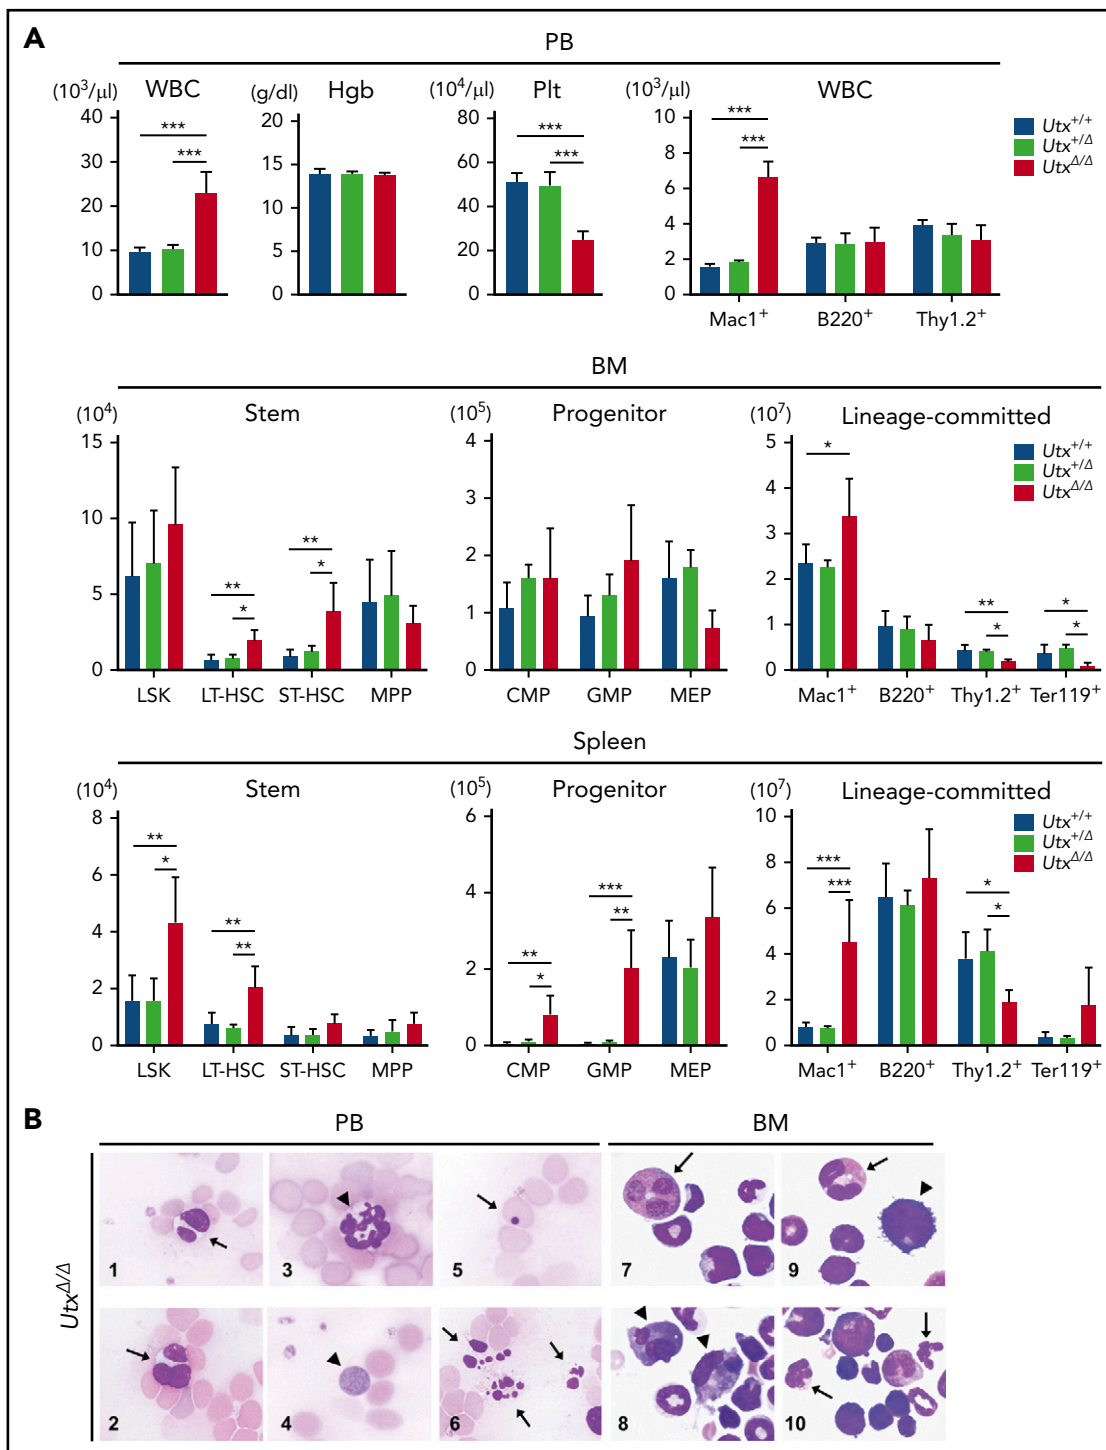 A
PB
(10³/µl) WBC
40
30
20
10
0
***
***
(g/dl) Hgb
20
15
10
5
0
(10⁴/µl) Plt
80
60
40
20
0
***
***
(10³/µl) WBC
10
8
6
4
2
0
***
***
Mac1⁺ B220⁺ Thy1.2⁺
Utx⁺/⁺
Utx⁺/Δ
UtxΔ/Δ
BM
(10⁴) Stem
15
10
5
0
**
*
**
*
LSK LT-HSC ST-HSC MPP
(10⁵) Progenitor
4
3
2
1
0
CMP GMP MEP
(10⁷) Lineage-committed
5
4
3
2
1
0
*
**
*
*
*
Mac1⁺ B220⁺ Thy1.2⁺ Ter119⁺
Utx⁺/⁺
Utx⁺/Δ
UtxΔ/Δ
Spleen
(10⁴) Stem
8
6
4
2
0
**
*
**
**
LSK LT-HSC ST-HSC MPP
(10⁵) Progenitor
6
4
2
0
**
*
***
**
CMP GMP MEP
(10⁷) Lineage-committed
10
8
6
4
2
0
***
***
*
*
Mac1⁺ B220⁺ Thy1.2⁺ Ter119⁺
Utx⁺/⁺
Utx⁺/Δ
UtxΔ/Δ
B
PB BM
UtxΔ/Δ
1 3 5 7 9
2 4 6 8 10